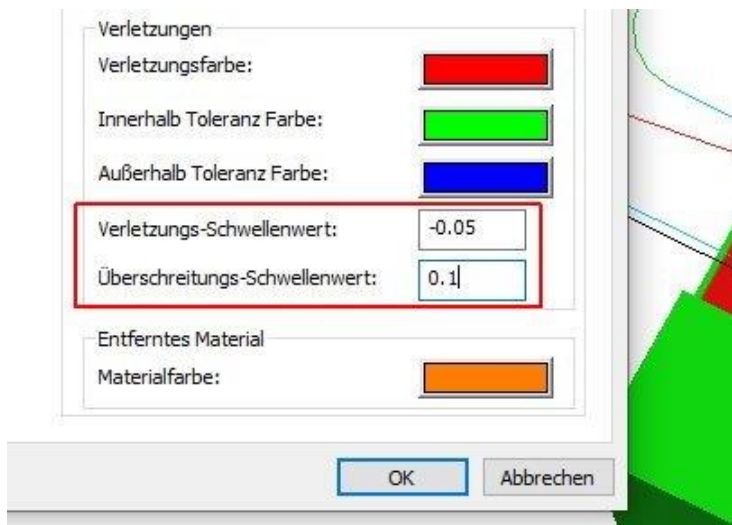 Verletzungen
Verletzungsfarbe:
Innerhalb Toleranz Farbe:
Außerhalb Toleranz Farbe:
Verletzungs-Schwellenwert: -0.05
Überschreitungs-Schwellenwert: 0.1
Entferntes Material
Materialfarbe:
OK Abbrechen